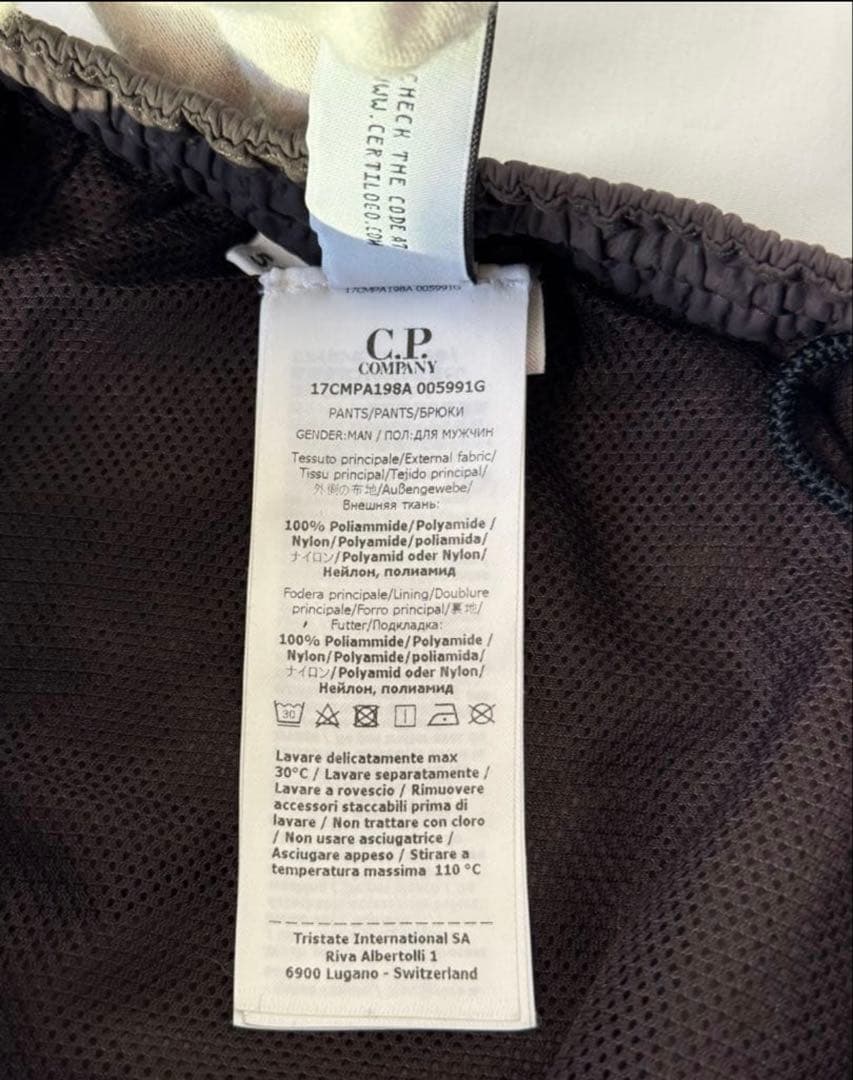 CHECK THE CODE AT
WWW.CERTILOGO.COM
S
17CMPA198A 005991G
C.P.
COMPANY
17CMPA198A 005991G
PANTS/PANTS/БРЮКИ
GENDER:MAN / ПОЛ:ДЛЯ МУЖЧИН
Tessuto principale/External fabric/
Tissu principal/Tejido principal/
外側の布地/Außengewebe/
Внешняя ткань:
100% Poliammide/Polyamide /
Nylon/Polyamide/poliamida/
ナイロン/Polyamid oder Nylon/
Нейлон, полиамид
Fodera principale/Lining/Doublure
principale/Forro principal/裏地/
Futter/Подкладка:
100% Poliammide/Polyamide /
Nylon/Polyamide/poliamida/
ナイロン/Polyamid oder Nylon/
Нейлон, полиамид
30
Lavare delicatamente max
30°C / Lavare separatamente /
Lavare a rovescio / Rimuovere
accessori staccabili prima di
lavare / Non trattare con cloro
/ Non usare asciugatrice /
Asciugare appeso / Stirare a
temperatura massima 110 °C
Tristate International SA
Riva Albertolli 1
6900 Lugano - Switzerland